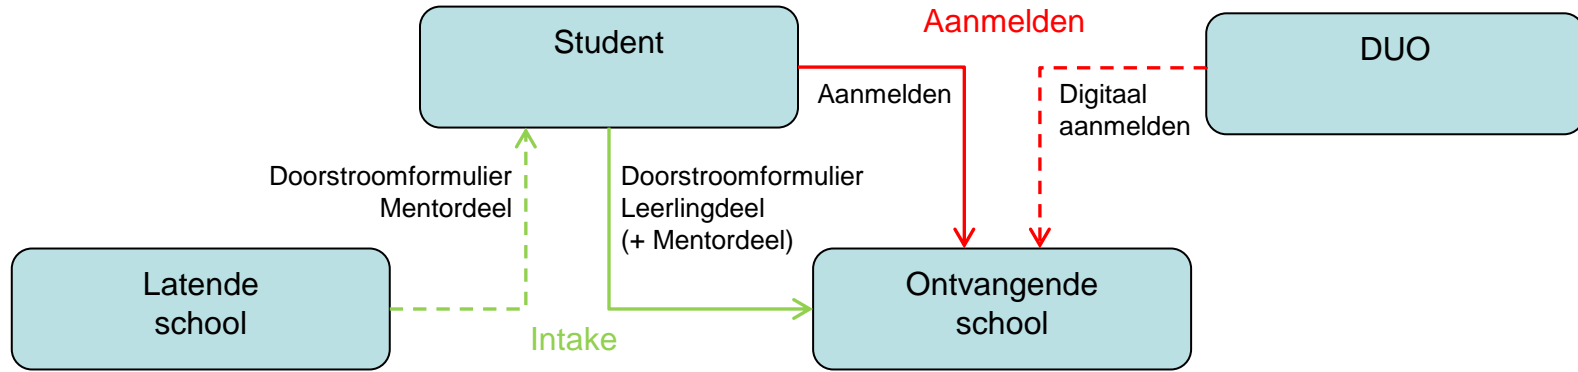 Aanmelden
Student
DUO
Aanmelden
Digitaal
aanmelden
Doorstroomformulier
Mentordeel
Doorstroomformulier
Leerlingdeel
(+ Mentordeel)
Latende
school
Ontvangende
school
Intake